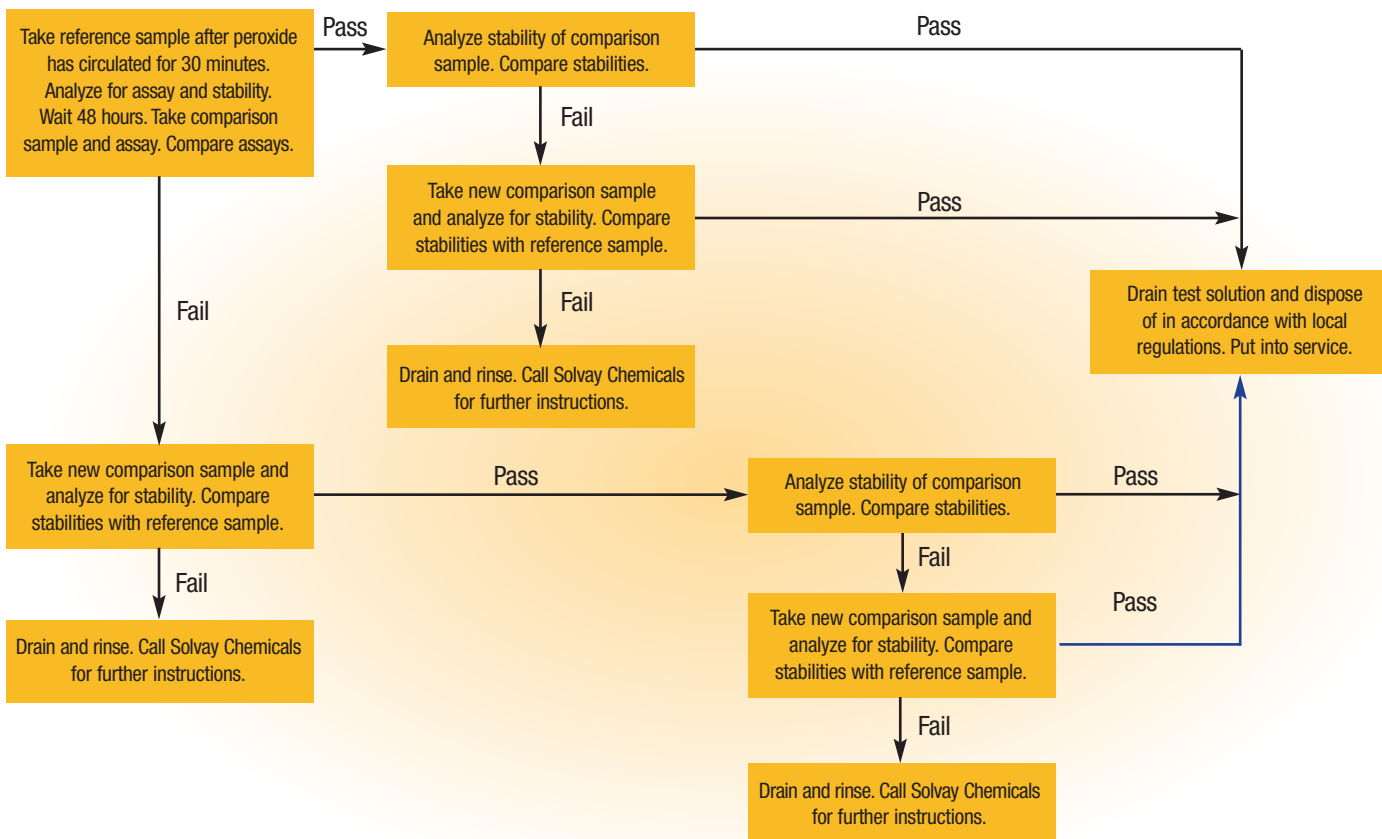 Take reference sample after peroxide
has circulated for 30 minutes.
Analyze for assay and stability.
Wait 48 hours. Take comparison
sample and assay. Compare assays.
Pass
Analyze stability of comparison
sample. Compare stabilities.
Pass
Fail
Take new comparison sample
and analyze for stability. Compare
stabilities with reference sample.
Pass
Fail
Drain and rinse. Call Solvay Chemicals
for further instructions.
Drain test solution and dispose
of in accordance with local
regulations. Put into service.
Fail
Take new comparison sample and
analyze for stability. Compare
stabilities with reference sample.
Pass
Analyze stability of comparison
sample. Compare stabilities.
Pass
Fail
Drain and rinse. Call Solvay Chemicals
for further instructions.
Fail
Take new comparison sample and
analyze for stability. Compare
stabilities with reference sample.
Pass
Fail
Drain and rinse. Call Solvay Chemicals
for further instructions.